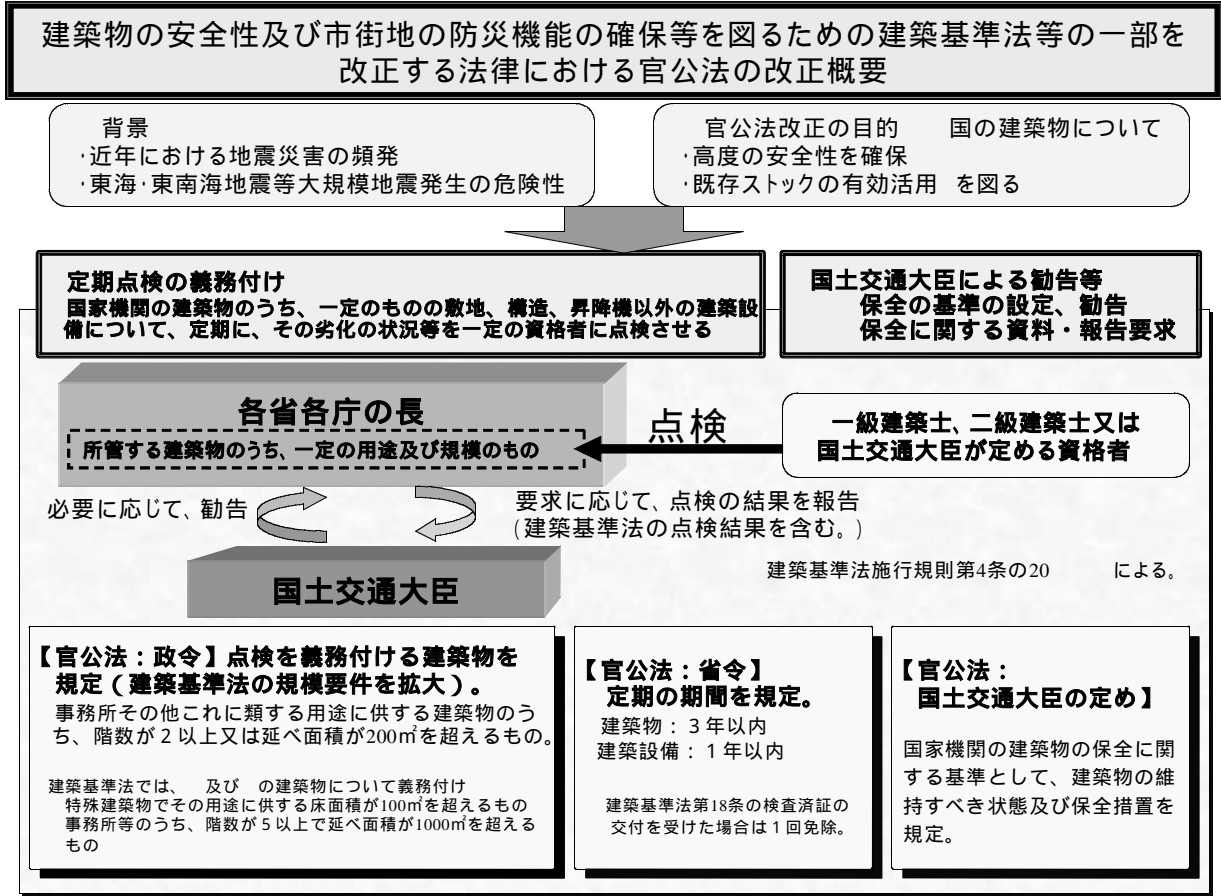 建築物の安全性及び市街地の防災機能の確保等を図るための建築基準法等の一部を
改正する法律における官公法の改正概要
背景
・近年における地震災害の頻発
・東海・東南海地震等大規模地震発生の危険性
官公法改正の目的　国の建築物について
・高度の安全性を確保
・既存ストックの有効活用　を図る
定期点検の義務付け
国家機関の建築物のうち、一定のものの敷地、構造、昇降機以外の建築設
備について、定期に、その劣化の状況等を一定の資格者に点検させる
国土交通大臣による勧告等
保全の基準の設定、勧告
保全に関する資料・報告要求
各省各庁の長
所管する建築物のうち、一定の用途及び規模のもの
点検
一級建築士、二級建築士又は
国土交通大臣が定める資格者
必要に応じて、勧告
要求に応じて、点検の結果を報告
(建築基準法の点検結果を含む。)
国土交通大臣
建築基準法施行規則第4条の20　　による。
【官公法：政令】点検を義務付ける建築物を
規定（建築基準法の規模要件を拡大）。
事務所その他これに類する用途に供する建築物のう
ち、階数が２以上又は延べ面積が200㎡を超えるもの。
建築基準法では、　及び　の建築物について義務付け
特殊建築物でその用途に供する床面積が100㎡を超えるもの
事務所等のうち、階数が５以上で延べ面積が1000㎡を超える
もの
【官公法：省令】
定期の期間を規定。
建築物：３年以内
建築設備：１年以内
建築基準法第18条の検査済証の
交付を受けた場合は１回免除。
【官公法：
国土交通大臣の定め】
国家機関の建築物の保全に関
する基準として、建築物の維
持すべき状態及び保全措置を
規定。